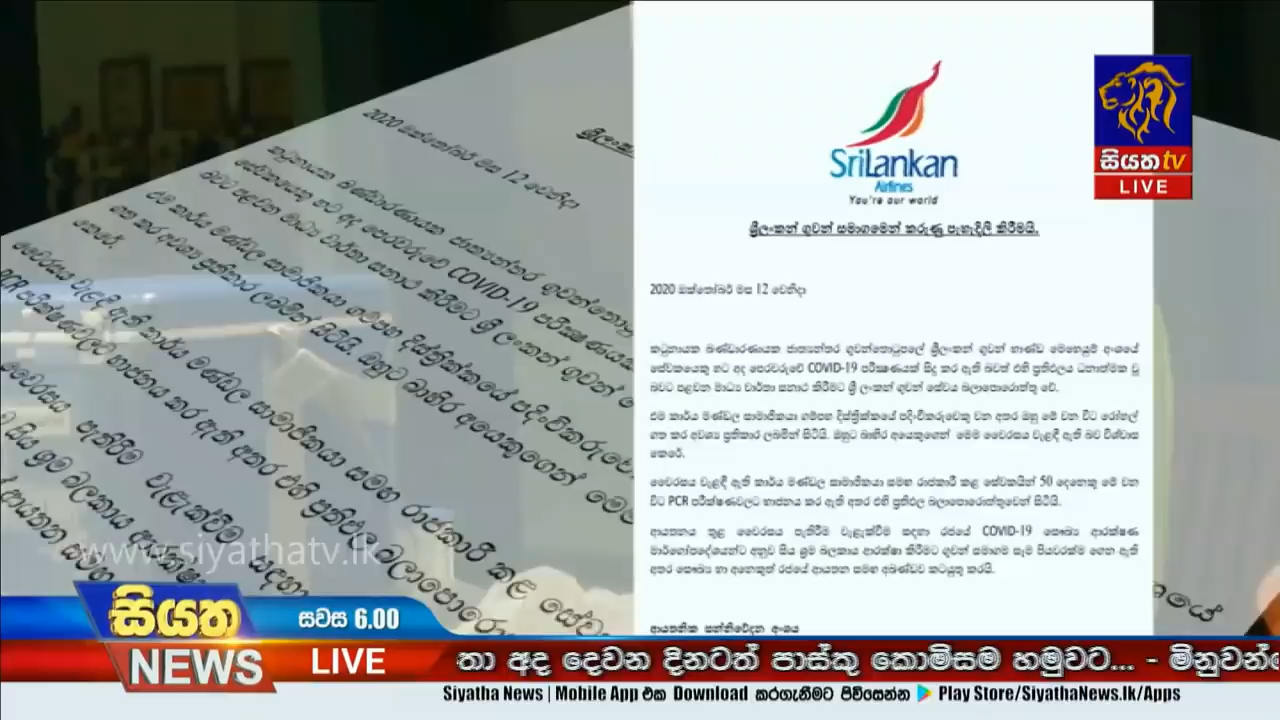 SriLankan
Airlines
You're our world
ශ්‍රීලංකන් ගුවන් සමාගමෙන් කරුණු පැහැදිලි කිරීමයි.
2020 ඔක්තෝබර් මස 12 වෙනිදා
කටුනායක බණ්ඩාරණායක ජාත්‍යන්තර ගුවන්තොටුපලේ ශ්‍රීලංකන් ගුවන් භාණ්ඩ මෙහෙයුම් අංශයේ
සේවකයෙකු හට අද පෙරවරුවේ COVID-19 පරීක්ෂණයක් සිදු කර ඇති බවත් එහි ප්‍රතිඵලය ධනාත්මක වූ
බවට පළවන මාධ්‍ය වාර්තා සනාථ කිරීමට ශ්‍රී ලංකන් ගුවන් සේවය බලාපොරොත්තු වේ.
එම කාර්ය මණ්ඩල සාමාජිකයා ගම්පහ දිස්ත්‍රික්කයේ පදිංචිකරුවෙකු වන අතර ඔහු මේ වන විට රෝහල්
ගත කර අවශ්‍ය ප්‍රතිකාර ලබමින් සිටියි. ඔහුට බාහිර අයෙකුගෙන් මෙම වෛරසය වැළඳී ඇති බව විශ්වාස
කෙරේ.
වෛරසය වැළඳී ඇති කාර්ය මණ්ඩල සාමාජිකයා සමඟ රාජකාරී කළ සේවකයින් 50 දෙනෙකු මේ වන
විට PCR පරීක්ෂණවලට භාජනය කර ඇති අතර එහි ප්‍රතිඵල බලාපොරොත්තුවෙන් සිටියි.
ආයතනය තුළ වෛරසය පැතිරීම වැළැක්වීම සඳහා රජයේ COVID-19 සෞඛ්‍ය ආරක්ෂණ
මාර්ගෝපදේශයන්ට අනුව සිය ශ්‍රම බලකාය ආරක්ෂා කිරීමට ගුවන් සමාගම සෑම පියවරක්ම ගෙන ඇති
අතර සෞඛ්‍ය හා අනෙකුත් රජයේ ආයතන සමඟ අඛණ්ඩව කටයුතු කරයි.
ආයතනික සන්නිවේදන අංශය
සියත tv
LIVE
www.siyathatv.lk
සියත
NEWS
සවස 6.00
LIVE
තා අද දෙවන දිනටත් පාස්කු කොමිසම හමුවට... - මිනුවන්
Siyatha News | Mobile App එක Download කරගැනීමට පිවිසෙන්න Play Store/SiyathaNews.lk/Apps